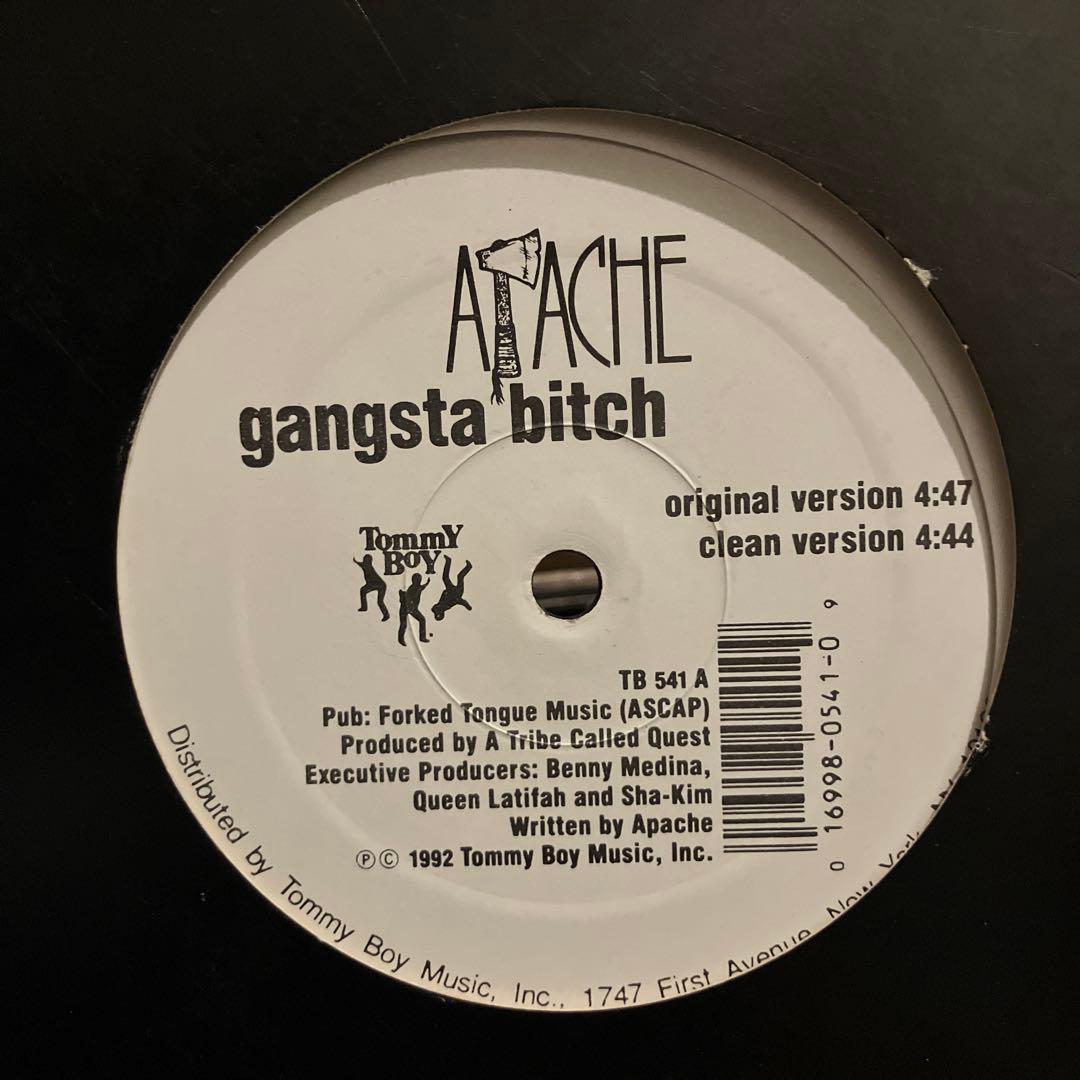 APACHE
gangsta bitch
original version 4:47
clean version 4:44
Tommy
Boy
TB 541 A
Pub: Forked Tongue Music (ASCAP)
Produced by A Tribe Called Quest
Executive Producers: Benny Medina,
Queen Latifah and Sha-Kim
Written by Apache
ⓅⒸ 1992 Tommy Boy Music, Inc.
0 16998-0541-0 9
Distributed by Tommy Boy Music, Inc., 1747 First Avenue, New York